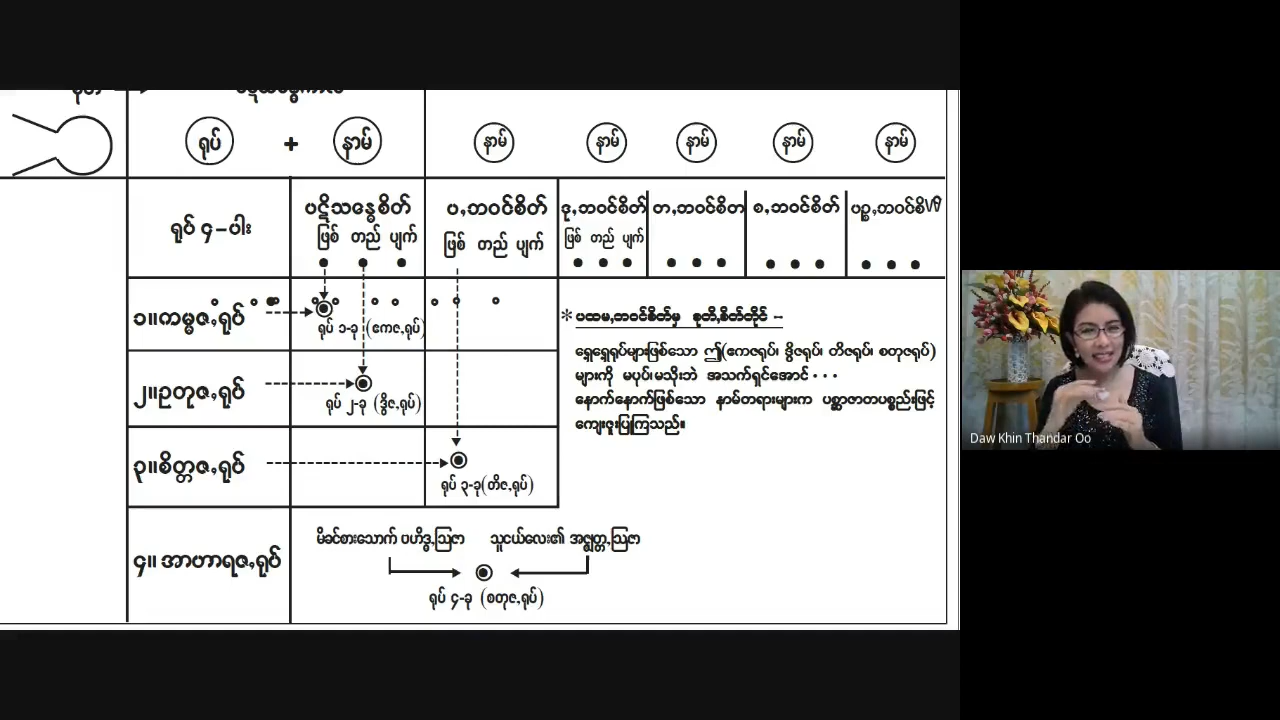 ရုပ် + နာမ် နာမ် နာမ် နာမ် နာမ် နာမ်
ရုပ် ၄-ပါး
ပဋိသန္ဓေစိတ်
ဖြစ် တည် ပျက်
ပ,ဘဝင်စိတ်
ဖြစ် တည် ပျက်
ဒု,ဘဝင်စိတ်
ဖြစ် တည် ပျက်
တ,ဘဝင်စိတ်
စ,ဘဝင်စိတ်
ပဉ္စ,ဘဝင်စိတ်
၁။ကမ္မဇ,ရုပ်
ရုပ် ၁-ခု (ဧကဇ,ရုပ်)
၂။ဥတုဇ,ရုပ်
ရုပ် ၂-ခု (ဒွိဇ,ရုပ်)
၃။စိတ္တဇ,ရုပ်
ရုပ် ၃-ခု(တိဇ,ရုပ်)
* ပထမ,ဘဝင်စိတ်မှ စုတိ,စိတ်တိုင် --
ရှေ့ရှေ့ရုပ်များဖြစ်သော ဤ(ဧကဇရုပ်၊ ဒွိဇရုပ်၊ တိဇရုပ်၊ စတုဇရုပ်)
များကို မပုပ်၊မသိုးဘဲ အသက်ရှင်အောင် · · ·
နောက်နောက်ဖြစ်သော နာမ်တရားများက ပစ္ဆာဇာတပစ္စည်းဖြင့်
ကျေးဇူးပြုကြသည်။
၄။ အာဟာရဇ,ရုပ်
မိခင်စားသောက် ဗဟိဒ္ဓ,ဩဇာ သူငယ်လေး၏ အဇ္ဈတ္တ,ဩဇာ
ရုပ် ၄-ခု (စတုဇ,ရုပ်)
Daw Khin Thandar Oo